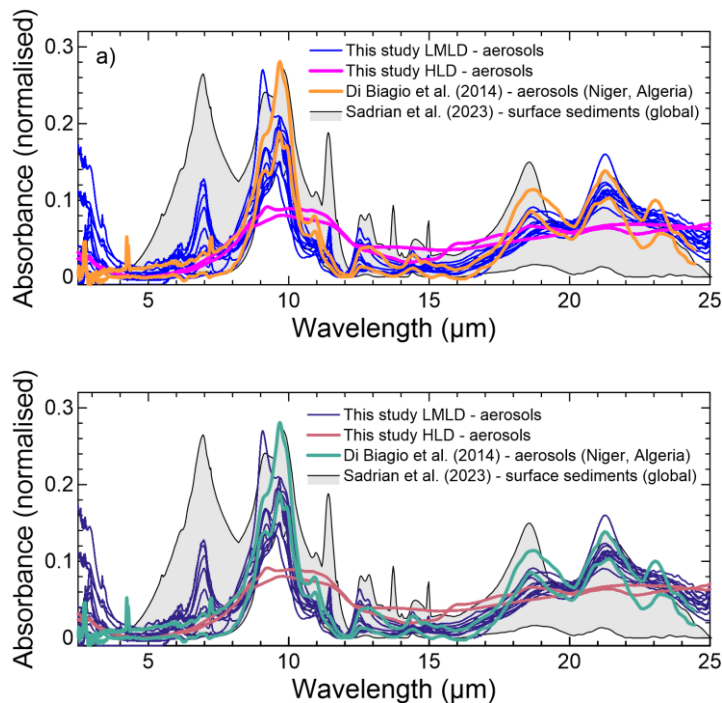 a)
This study LMLD - aerosols
This study HLD - aerosols
Di Biagio et al. (2014) - aerosols (Niger, Algeria)
Sadrian et al. (2023) - surface sediments (global)
Absorbance (normalised)
0.3
0.2
0.1
0
5 10 15 20 25
Wavelength (µm)
This study LMLD - aerosols
This study HLD - aerosols
Di Biagio et al. (2014) - aerosols (Niger, Algeria)
Sadrian et al. (2023) - surface sediments (global)
Absorbance (normalised)
0.3
0.2
0.1
0
5 10 15 20 25
Wavelength (µm)